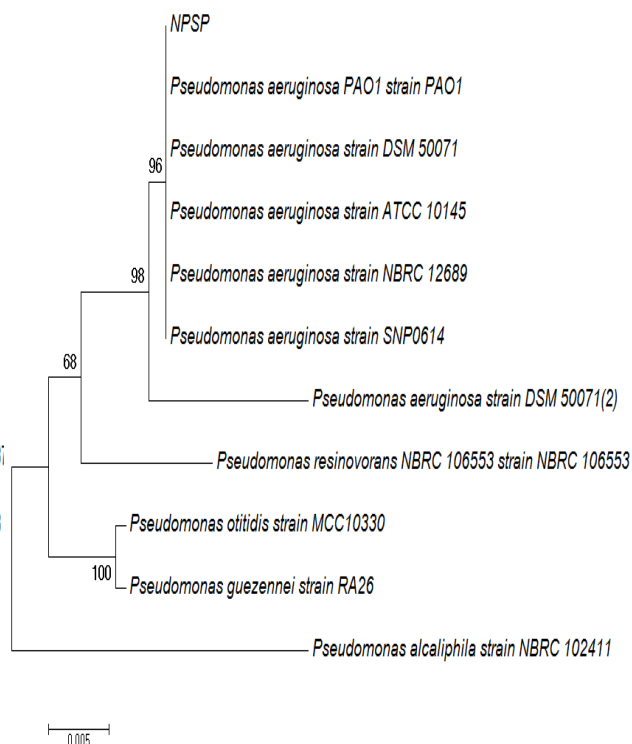 NPSP
Pseudomonas aeruginosa PAO1 strain PAO1
Pseudomonas aeruginosa strain DSM 50071
96
Pseudomonas aeruginosa strain ATCC 10145
Pseudomonas aeruginosa strain NBRC 12689
98
Pseudomonas aeruginosa strain SNP0614
68
Pseudomonas aeruginosa strain DSM 50071(2)
Pseudomonas resinovorans NBRC 106553 strain NBRC 106553
Pseudomonas otitidis strain MCC10330
100
Pseudomonas guezennei strain RA26
Pseudomonas alcaliphila strain NBRC 102411
0.005